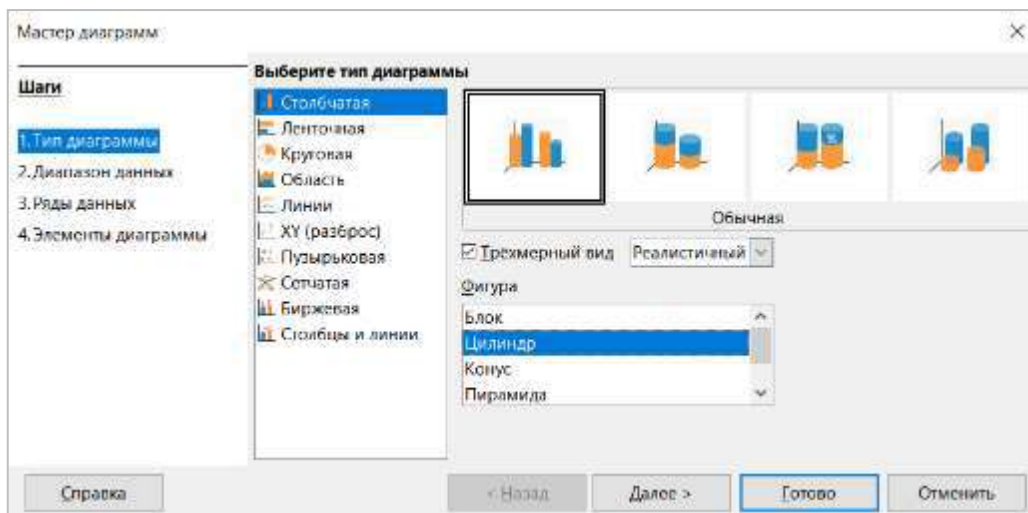 Мастер диаграмм
Шаги
1.Тип диаграммы
2.Диапазон данных
3.Ряды данных
4.Элементы диаграммы
Выберите тип диаграммы
Столбчатая
Ленточная
Круговая
Область
Линии
XY (разброс)
Пузырьковая
Сетчатая
Биржевая
Столбцы и линии
Обычная
Трёхмерный вид Реалистичный
Фигура
Блок
Цилиндр
Конус
Пирамида
Справка < Назад Далее > Готово Отменить